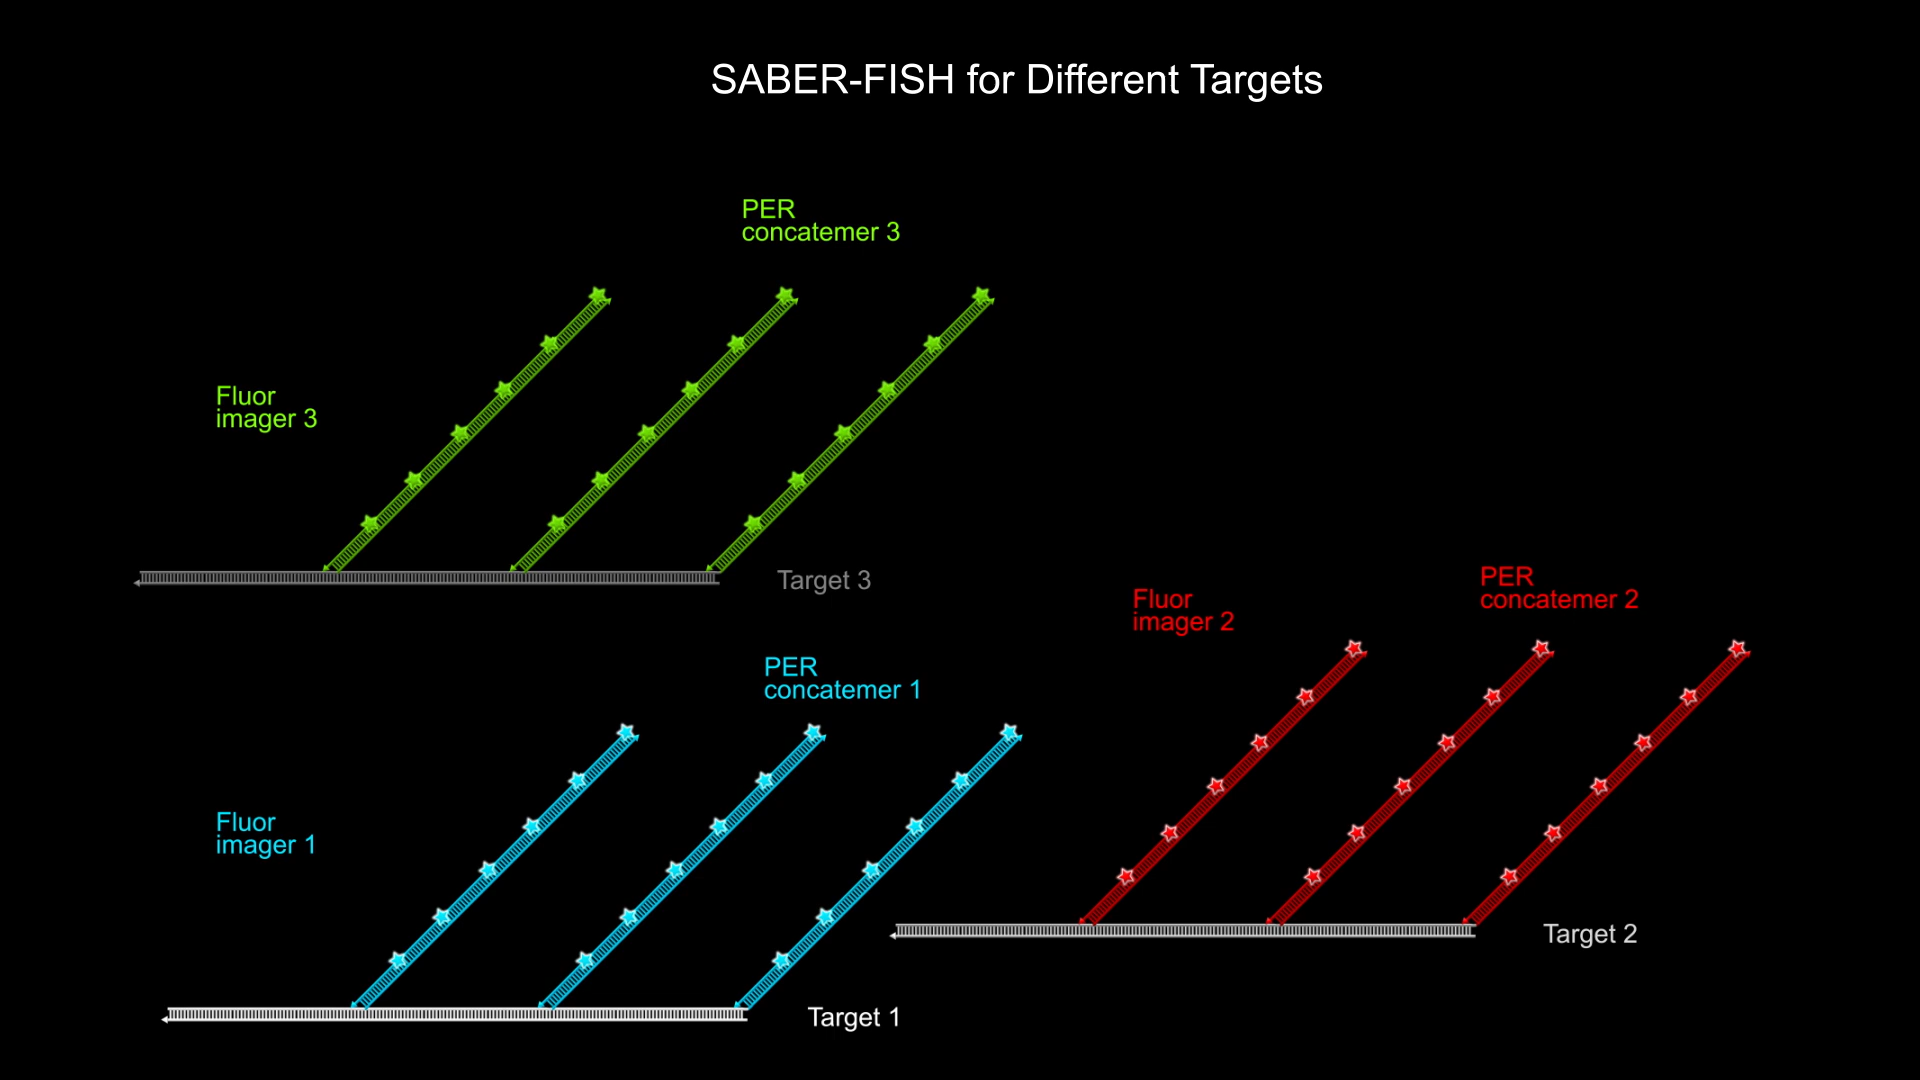 SABER-FISH for Different Targets
PER
concatemer 3
Fluor
imager 3
Target 3
Fluor
imager 2
PER
concatemer 2
PER
concatemer 1
Fluor
imager 1
Target 2
Target 1